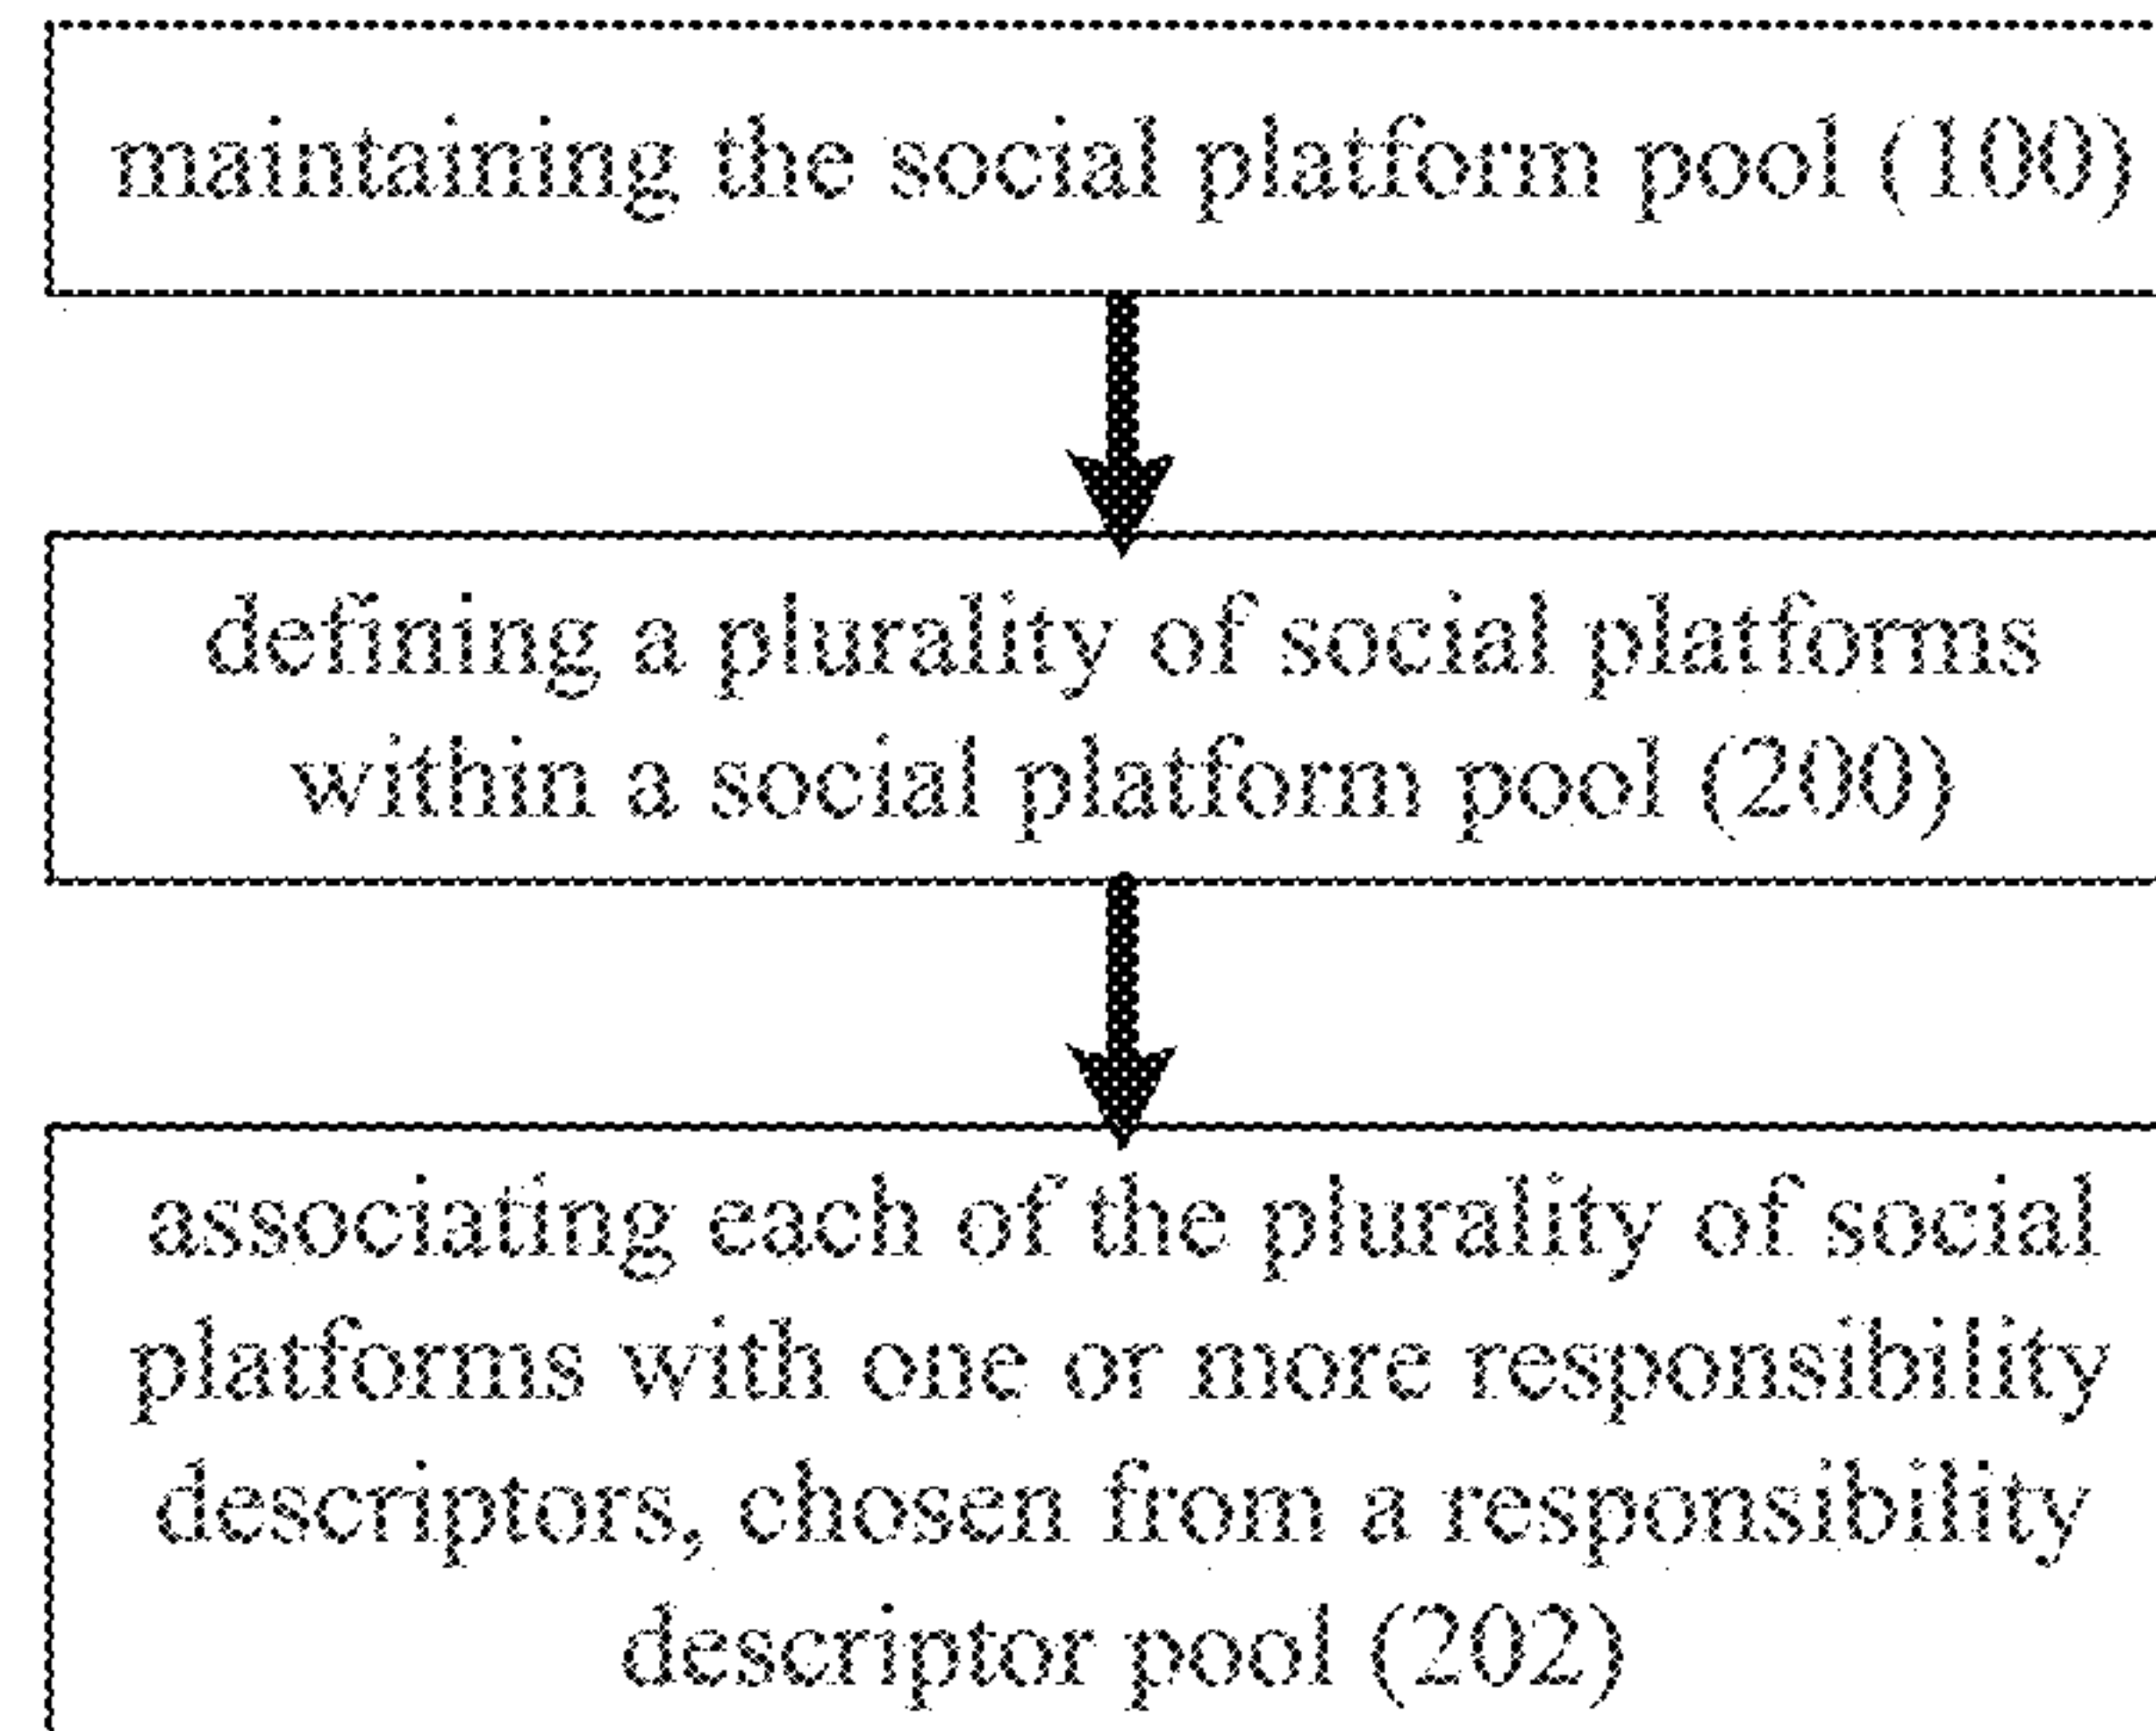 maintaining the social platform pool (100)
defining a plurality of social platforms
within a social platform pool (200)
associating each of the plurality of social
platforms with one or more responsibility
descriptors, chosen from a responsibility
descriptor pool (202)